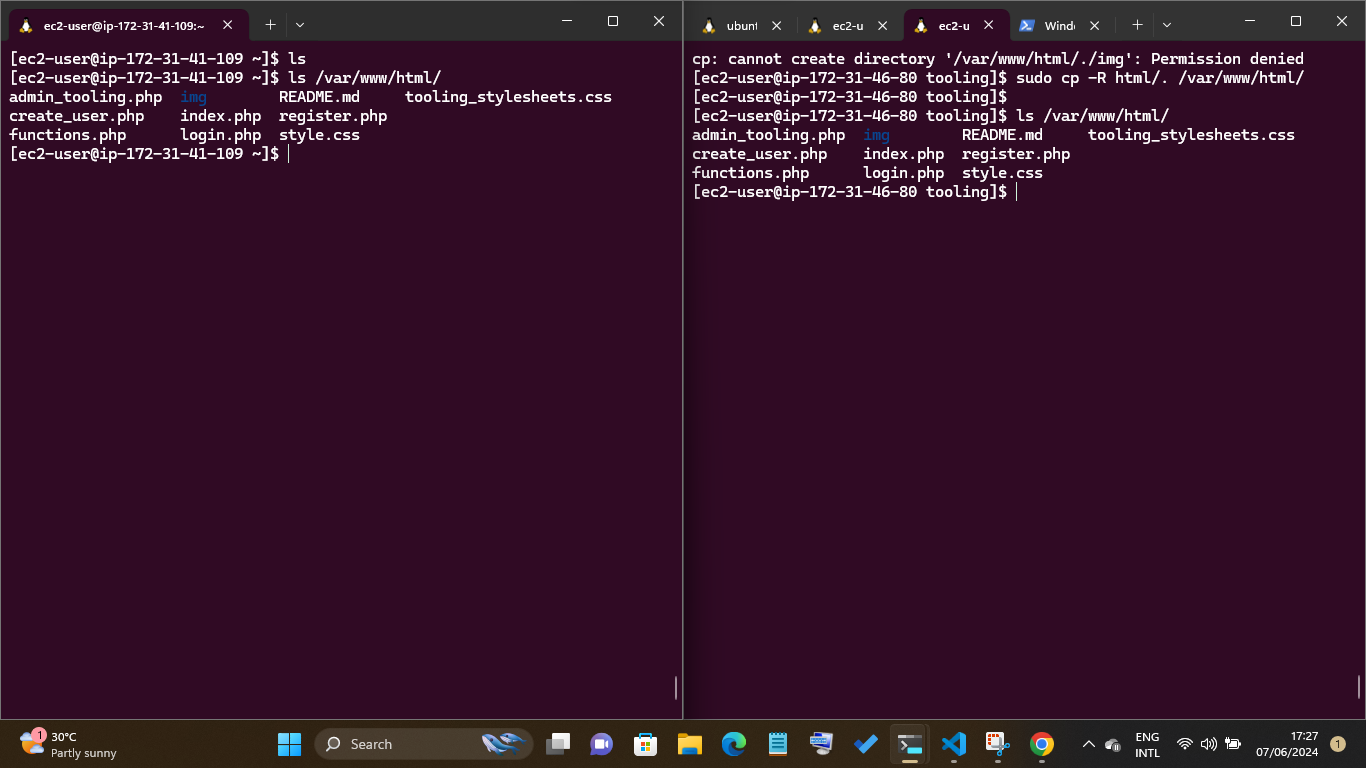 ec2-user@ip-172-31-41-109:~
[ec2-user@ip-172-31-41-109 ~]$ ls
[ec2-user@ip-172-31-41-109 ~]$ ls /var/www/html/
admin_tooling.php  img        README.md     tooling_stylesheets.css
create_user.php    index.php  register.php
functions.php      login.php  style.css
[ec2-user@ip-172-31-41-109 ~]$
ubunt ec2-u ec2-u Windo
cp: cannot create directory '/var/www/html/./img': Permission denied
[ec2-user@ip-172-31-46-80 tooling]$ sudo cp -R html/. /var/www/html/
[ec2-user@ip-172-31-46-80 tooling]$
[ec2-user@ip-172-31-46-80 tooling]$ ls /var/www/html/
admin_tooling.php  img        README.md     tooling_stylesheets.css
create_user.php    index.php  register.php
functions.php      login.php  style.css
[ec2-user@ip-172-31-46-80 tooling]$
1
30°C
Partly sunny
Search
ENG
INTL
17:27
07/06/2024
1